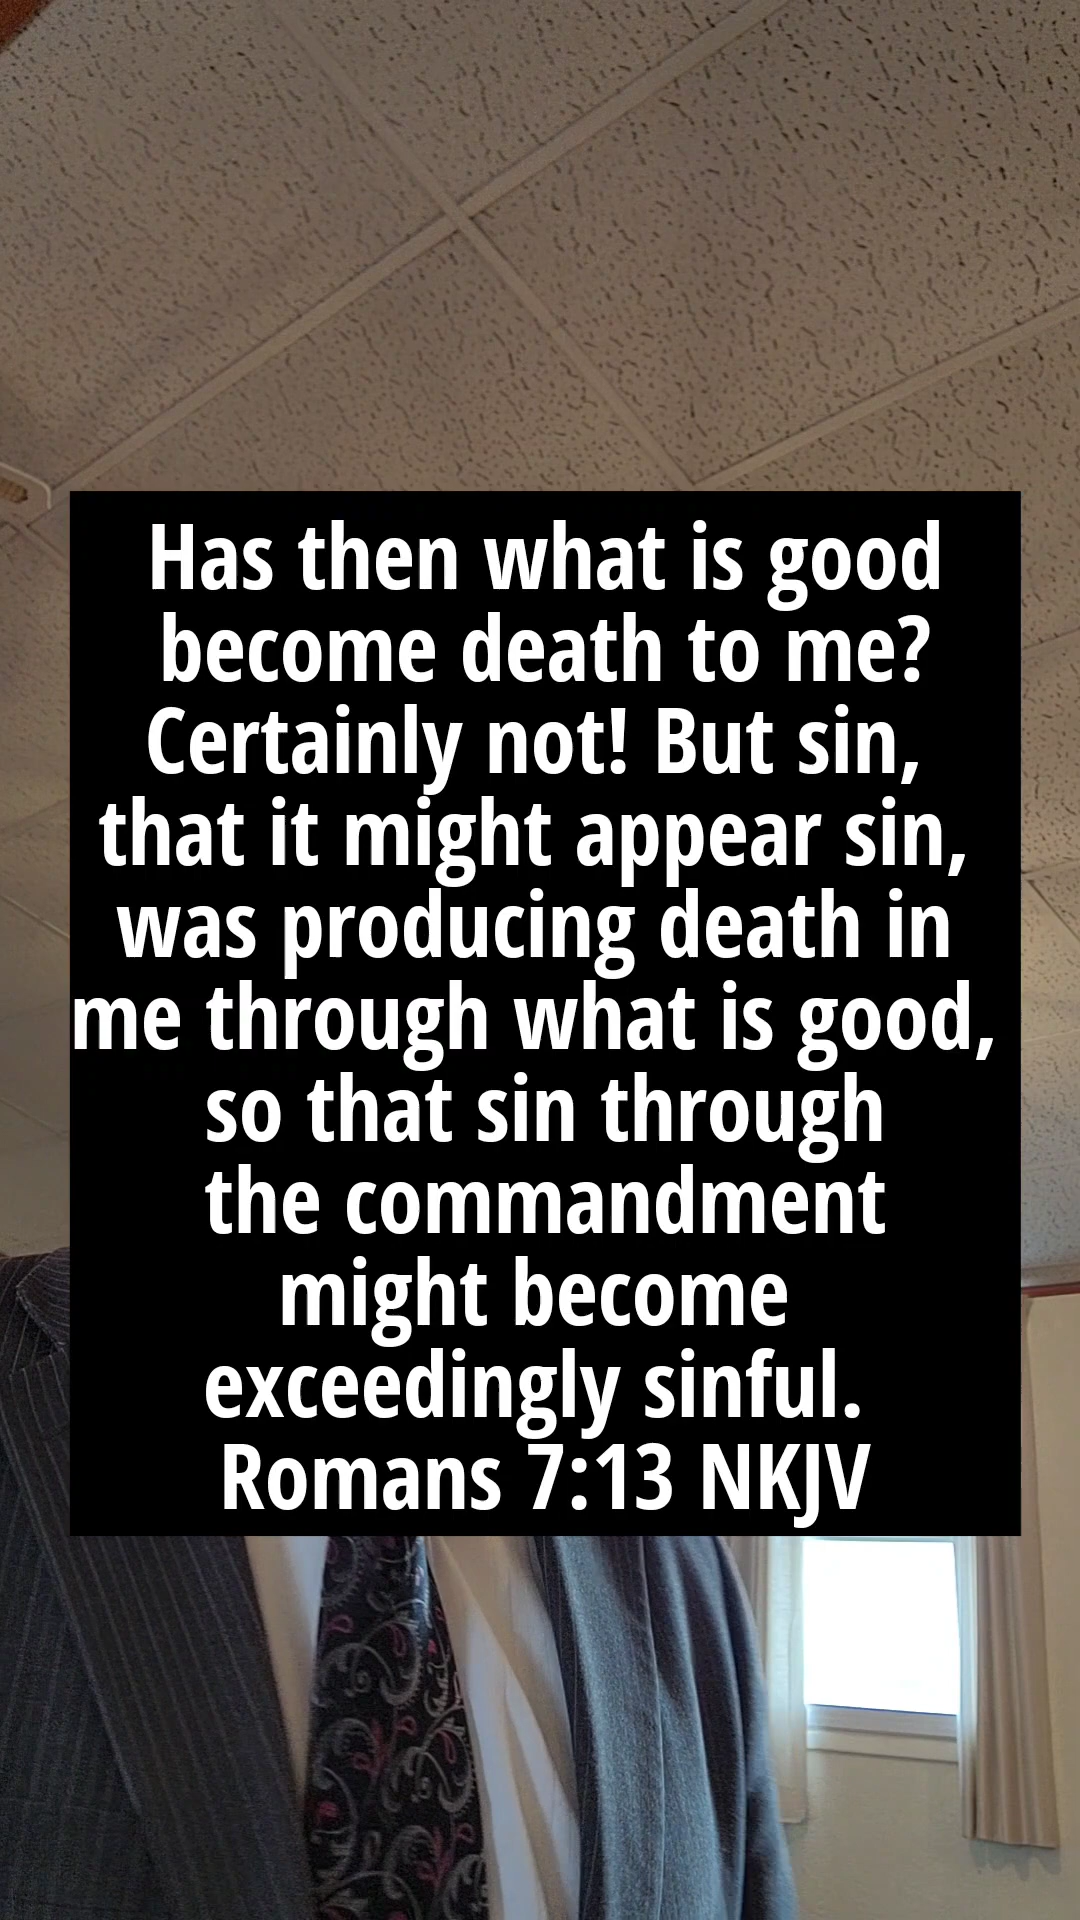 Has then what is good
become death to me?
Certainly not! But sin,
that it might appear sin,
was producing death in
me through what is good,
so that sin through
the commandment
might become
exceedingly sinful.
Romans 7:13 NKJV